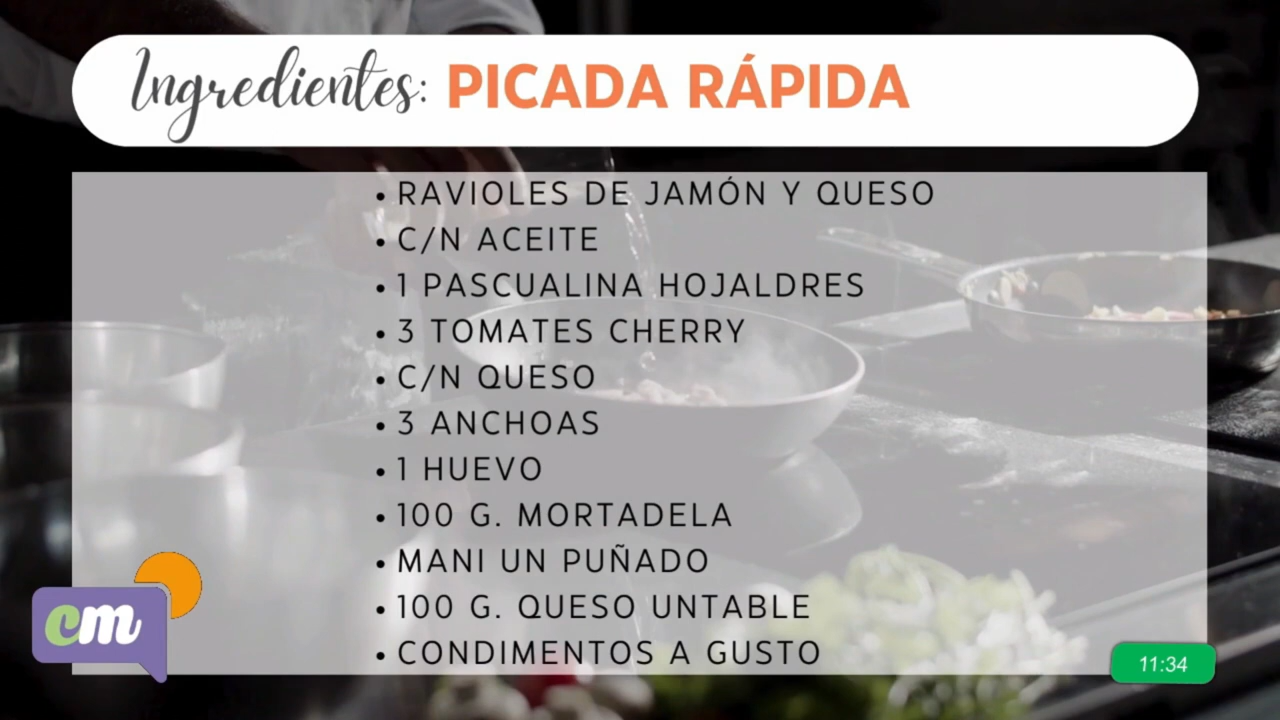 Ingredientes: PICADA RÁPIDA
• RAVIOLES DE JAMÓN Y QUESO
• C/N ACEITE
• 1 PASCUALINA HOJALDRES
• 3 TOMATES CHERRY
• C/N QUESO
• 3 ANCHOAS
• 1 HUEVO
• 100 G. MORTADELA
• MANI UN PUÑADO
• 100 G. QUESO UNTABLE
• CONDIMENTOS A GUSTO
cm
11:34